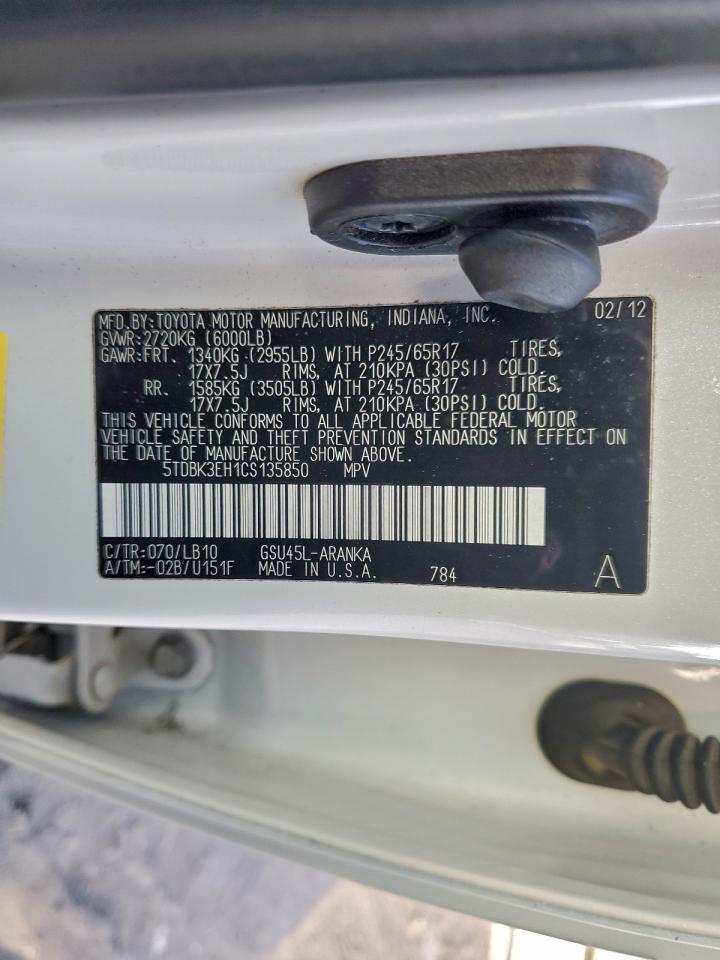 MFD.BY:TOYOTA MOTOR MANUFACTURING, INDIANA, INC. 02/12
GVWR:2720KG (6000LB)
GAWR:FRT. 1340KG (2955LB) WITH P245/65R17 TIRES,
17X7.5J RIMS, AT 210KPA (30PSI) COLD.
RR. 1585KG (3505LB) WITH P245/65R17 TIRES,
17X7.5J RIMS, AT 210KPA (30PSI) COLD.
THIS VEHICLE CONFORMS TO ALL APPLICABLE FEDERAL MOTOR
VEHICLE SAFETY AND THEFT PREVENTION STANDARDS IN EFFECT ON
THE DATE OF MANUFACTURE SHOWN ABOVE.
5TDBK3EH1CS135850 MPV
C/TR:070/LB10 GSU45L-ARANKA
A/TM:-02B/U151F MADE IN U.S.A. 784 A